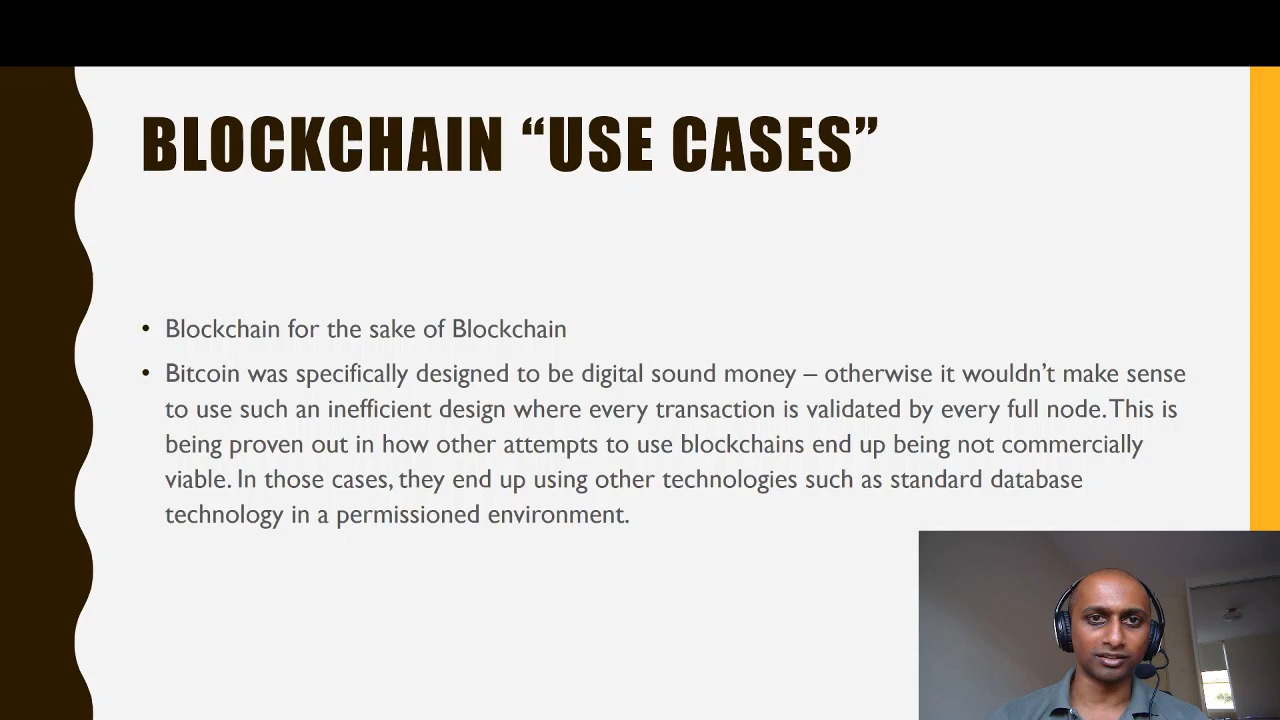 BLOCKCHAIN “USE CASES”
• Blockchain for the sake of Blockchain
• Bitcoin was specifically designed to be digital sound money – otherwise it wouldn’t make sense
to use such an inefficient design where every transaction is validated by every full node. This is
being proven out in how other attempts to use blockchains end up being not commercially
viable. In those cases, they end up using other technologies such as standard database
technology in a permissioned environment.